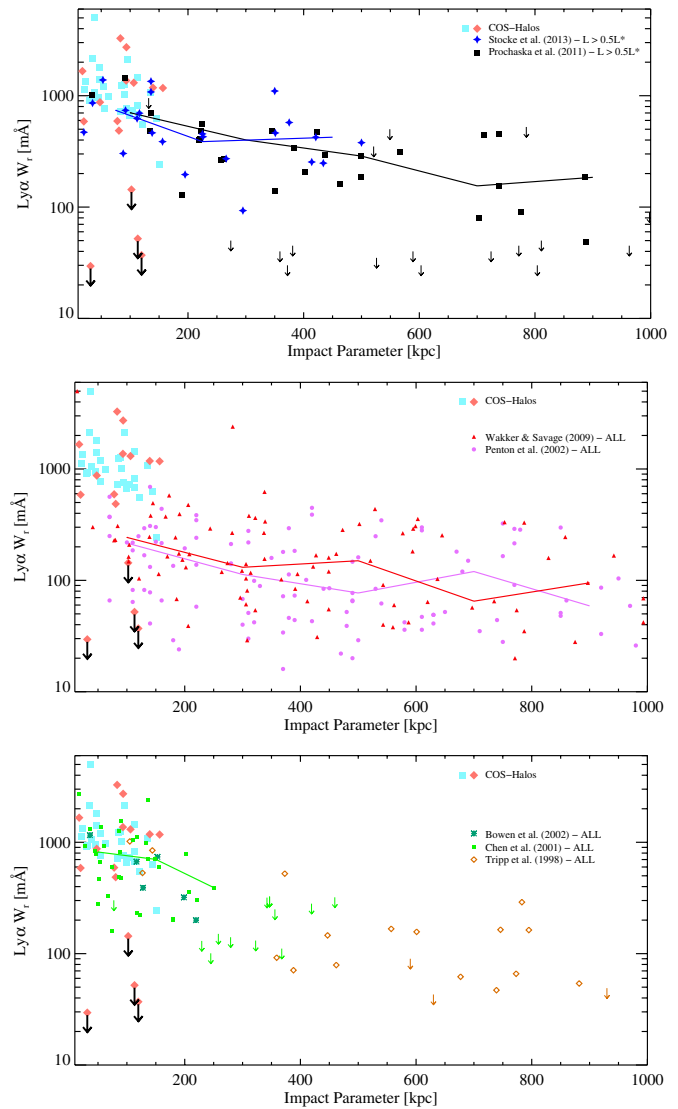 COS−Halos
Stocke et al. (2013) − L > 0.5L*
Prochaska et al. (2011) − L > 0.5L*
1000
100
10
Lyα W_r [mÅ]
200
400
600
800
1000
Impact Parameter [kpc]
COS−Halos
Wakker & Savage (2009) − ALL
Penton et al. (2002) − ALL
1000
100
10
Lyα W_r [mÅ]
200
400
600
800
1000
Impact Parameter [kpc]
COS−Halos
Bowen et al. (2002) − ALL
Chen et al. (2001) − ALL
Tripp et al. (1998) − ALL
1000
100
10
Lyα W_r [mÅ]
200
400
600
800
1000
Impact Parameter [kpc]